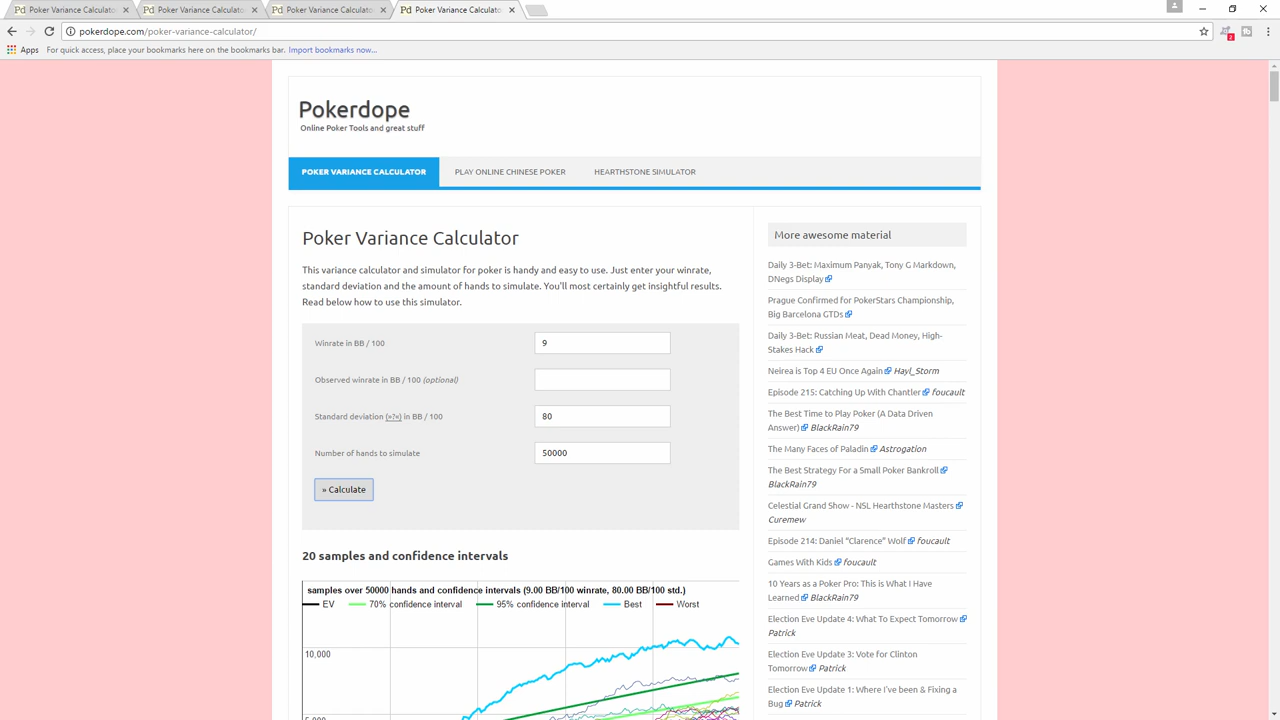 Poker Variance Calculato
Poker Variance Calculato
Poker Variance Calculato
Poker Variance Calculato
pokerdope.com/poker-variance-calculator/
Apps For quick access, place your bookmarks here on the bookmarks bar. Import bookmarks now...
Pokerdope
Online Poker Tools and great stuff
POKER VARIANCE CALCULATOR PLAY ONLINE CHINESE POKER HEARTHSTONE SIMULATOR
Poker Variance Calculator
This variance calculator and simulator for poker is handy and easy to use. Just enter your winrate,
standard deviation and the amount of hands to simulate. You'll most certainly get insightful results.
Read below how to use this simulator.
Winrate in BB / 100 9
Observed winrate in BB / 100 (optional)
Standard deviation («?») in BB / 100 80
Number of hands to simulate 50000
» Calculate
20 samples and confidence intervals
samples over 50000 hands and confidence intervals (9.00 BB/100 winrate, 80.00 BB/100 std.)
EV 70% confidence interval 95% confidence interval Best Worst
10,000
More awesome material
Daily 3-Bet: Maximum Panyak, Tony G Markdown,
DNegs Display
Prague Confirmed for PokerStars Championship,
Big Barcelona GTDs
Daily 3-Bet: Russian Meat, Dead Money, High-
Stakes Hack
Neirea is Top 4 EU Once Again Hayl_Storm
Episode 215: Catching Up With Chantler foucault
The Best Time to Play Poker (A Data Driven
Answer) BlackRain79
The Many Faces of Paladin Astrogation
The Best Strategy For a Small Poker Bankroll
BlackRain79
Celestial Grand Show - NSL Hearthstone Masters
Curemew
Episode 214: Daniel "Clarence" Wolf foucault
Games With Kids foucault
10 Years as a Poker Pro: This is What I Have
Learned BlackRain79
Election Eve Update 4: What To Expect Tomorrow
Patrick
Election Eve Update 3: Vote for Clinton
Tomorrow Patrick
Election Eve Update 1: Where I've been & Fixing a
Bug Patrick